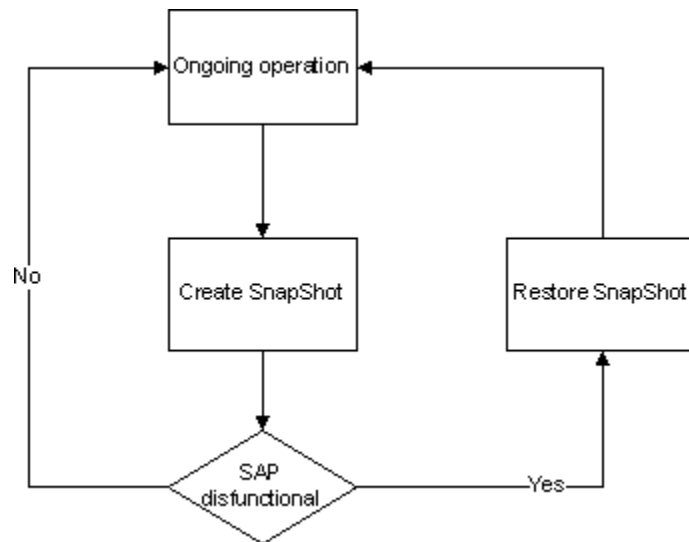 Ongoing operation
Create SnapShot
Restore SnapShot
No
SAP
disfunctional
Yes